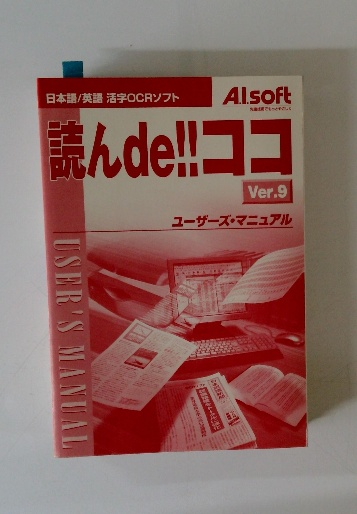 日本語/英語 活字OCRソフト
A.I.soft
読んde!!ココ
Ver.9
ユーザーズ・マニュアル
USER'S MANUAL